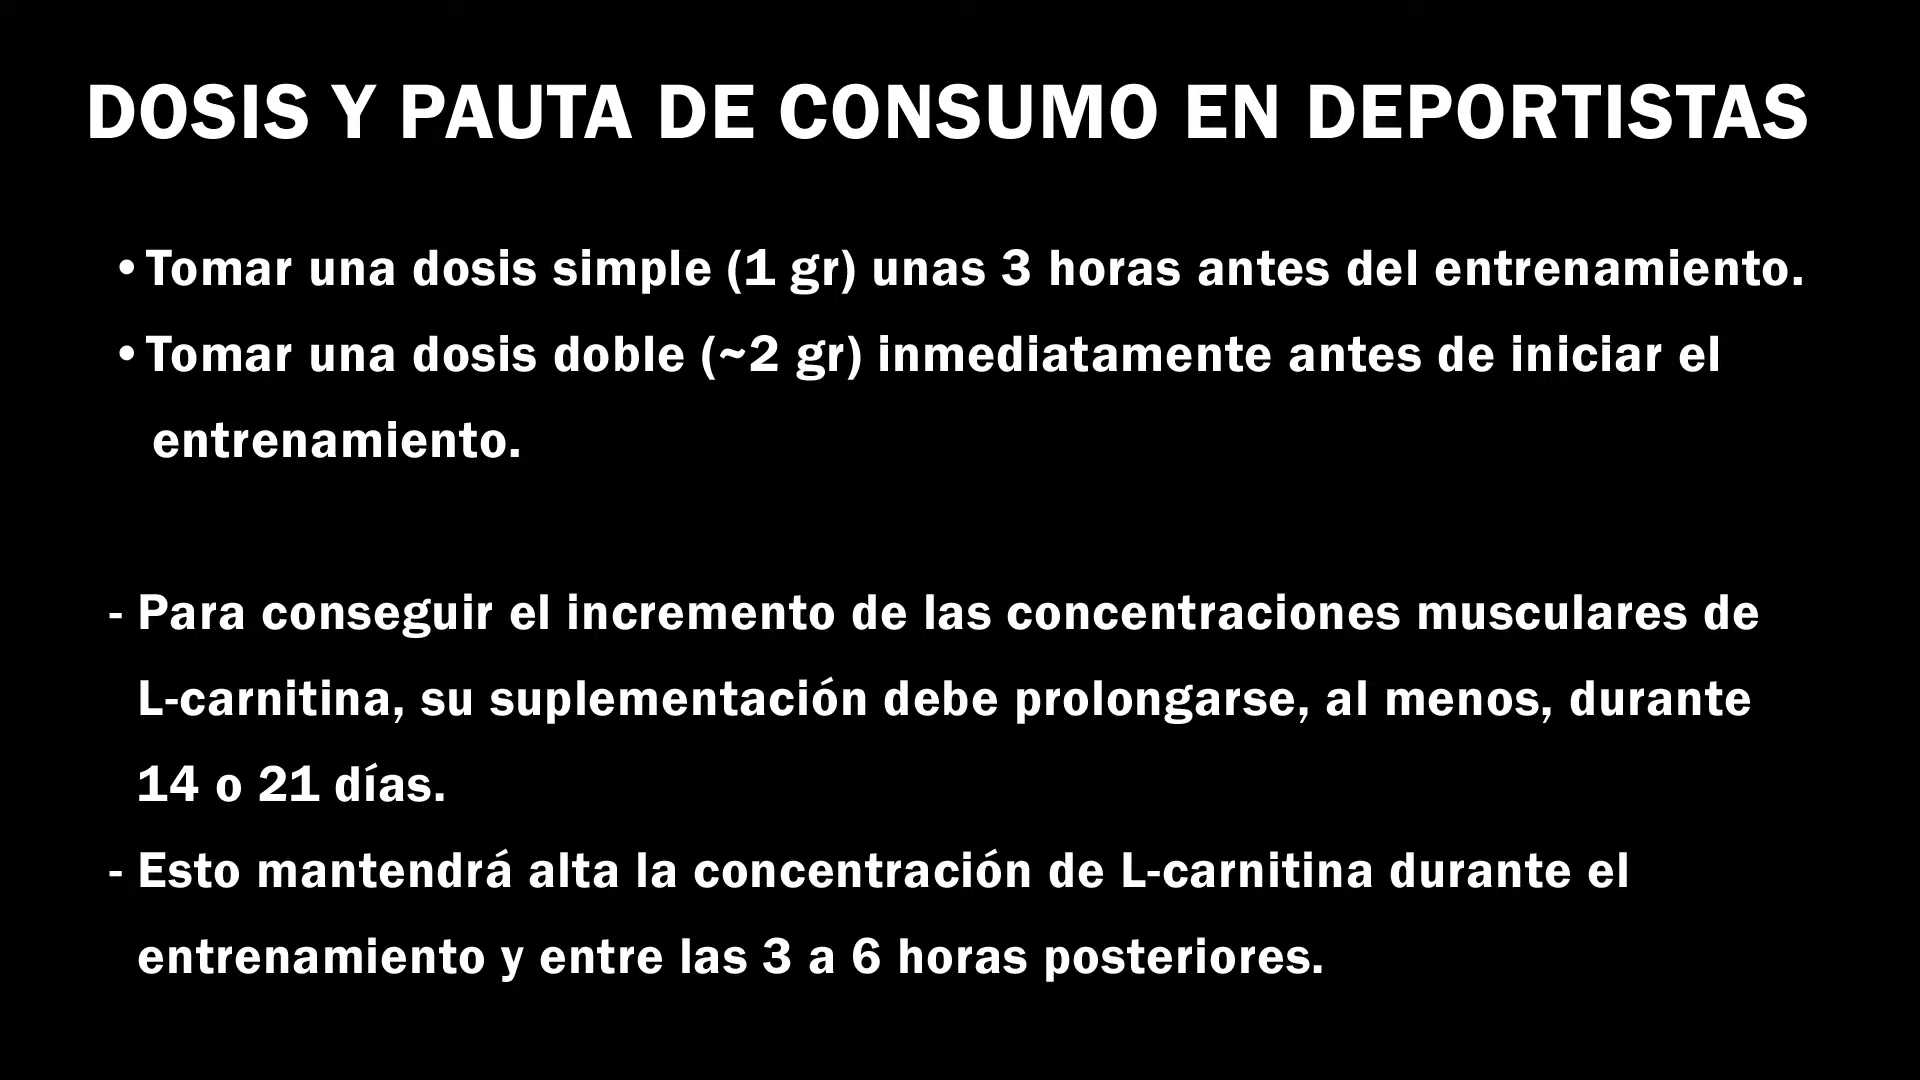 DOSIS Y PAUTA DE CONSUMO EN DEPORTISTAS
•Tomar una dosis simple (1 gr) unas 3 horas antes del entrenamiento.
•Tomar una dosis doble (~2 gr) inmediatamente antes de iniciar el
entrenamiento.
- Para conseguir el incremento de las concentraciones musculares de
L-carnitina, su suplementación debe prolongarse, al menos, durante
14 o 21 días.
- Esto mantendrá alta la concentración de L-carnitina durante el
entrenamiento y entre las 3 a 6 horas posteriores.